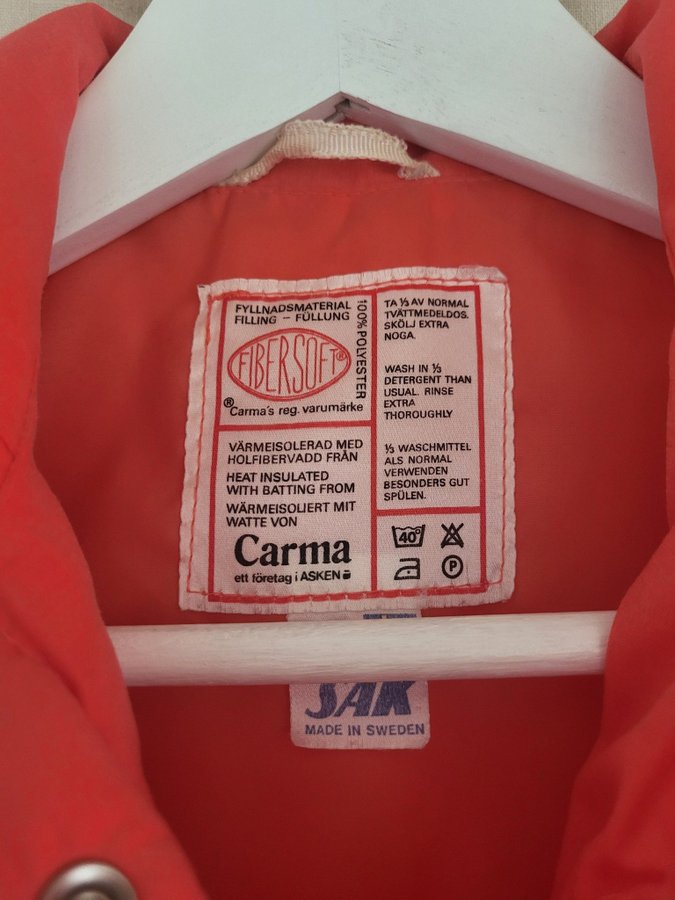 FYLLNADSMATERIAL
FILLING – FÜLLUNG
100% POLYESTER
FIBERSOFT®
®Carma's reg. varumärke
VÄRMEISOLERAD MED
HOLFIBERVADD FRÅN
HEAT INSULATED
WITH BATTING FROM
WÄRMEISOLIERT MIT
WATTE VON
Carma
ett företag i ASKEN
TA ⅓ AV NORMAL
TVÄTTMEDELDOS.
SKÖLJ EXTRA
NOGA.
WASH IN ⅓
DETERGENT THAN
USUAL. RINSE
EXTRA
THOROUGHLY
⅓ WASCHMITTEL
ALS NORMAL
VERWENDEN
BESONDERS GUT
SPÜLEN.
40°
P
SAK
MADE IN SWEDEN